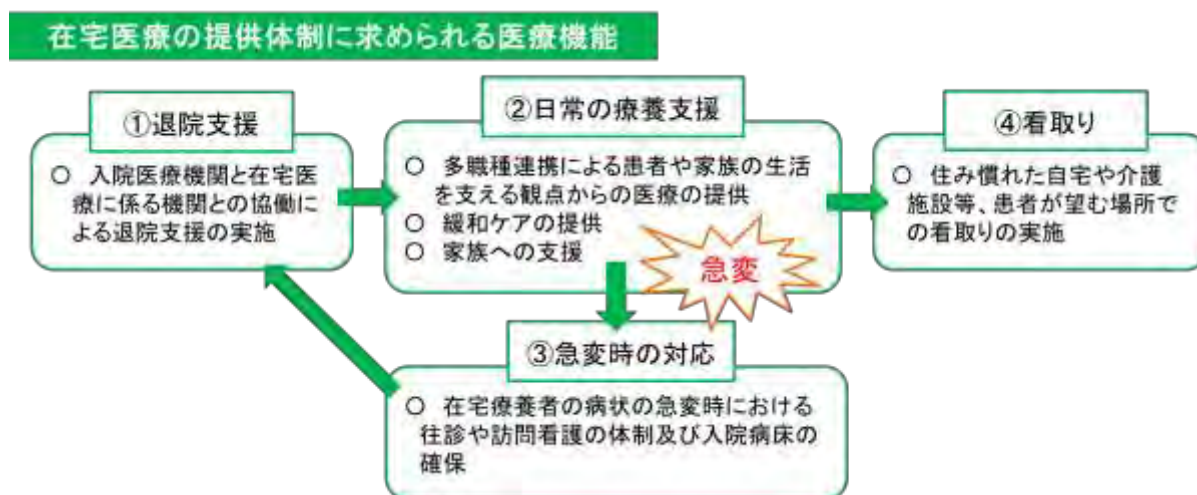 在宅医療の提供体制に求められる医療機能
①退院支援
○ 入院医療機関と在宅医
療に係る機関との協働に
よる退院支援の実施
②日常の療養支援
○ 多職種連携による患者や家族の生活
を支える観点からの医療の提供
○ 緩和ケアの提供
○ 家族への支援
急変
④看取り
○ 住み慣れた自宅や介護
施設等、患者が望む場所で
の看取りの実施
③急変時の対応
○ 在宅療養者の病状の急変時における
往診や訪問看護の体制及び入院病床の
確保